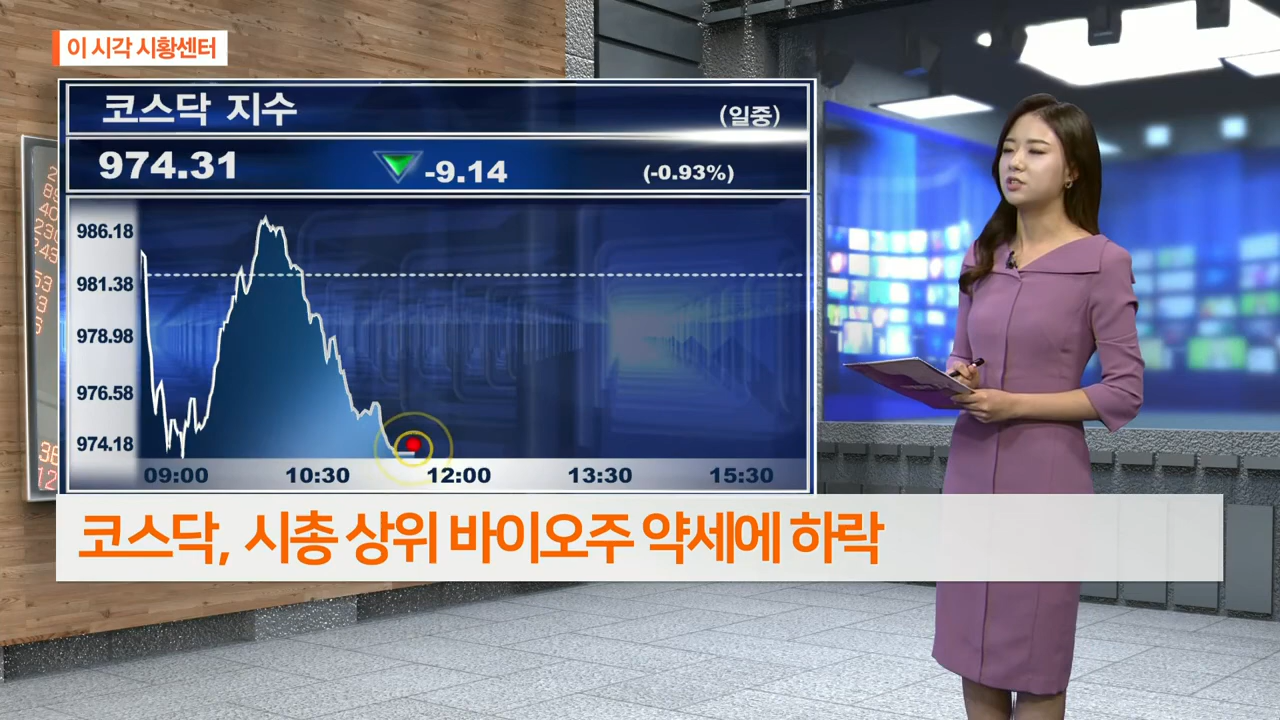 이 시각 시황센터
코스닥 지수
(일중)
974.31 -9.14 (-0.93%)
986.18
981.38
978.98
976.58
974.18
09:00 10:30 12:00 13:30 15:30
코스닥, 시총 상위 바이오주 약세에 하락